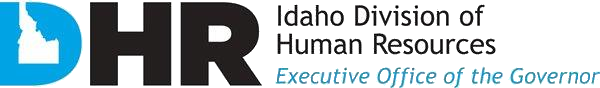 DHR
Idaho Division of
Human Resources
Executive Office of the Governor